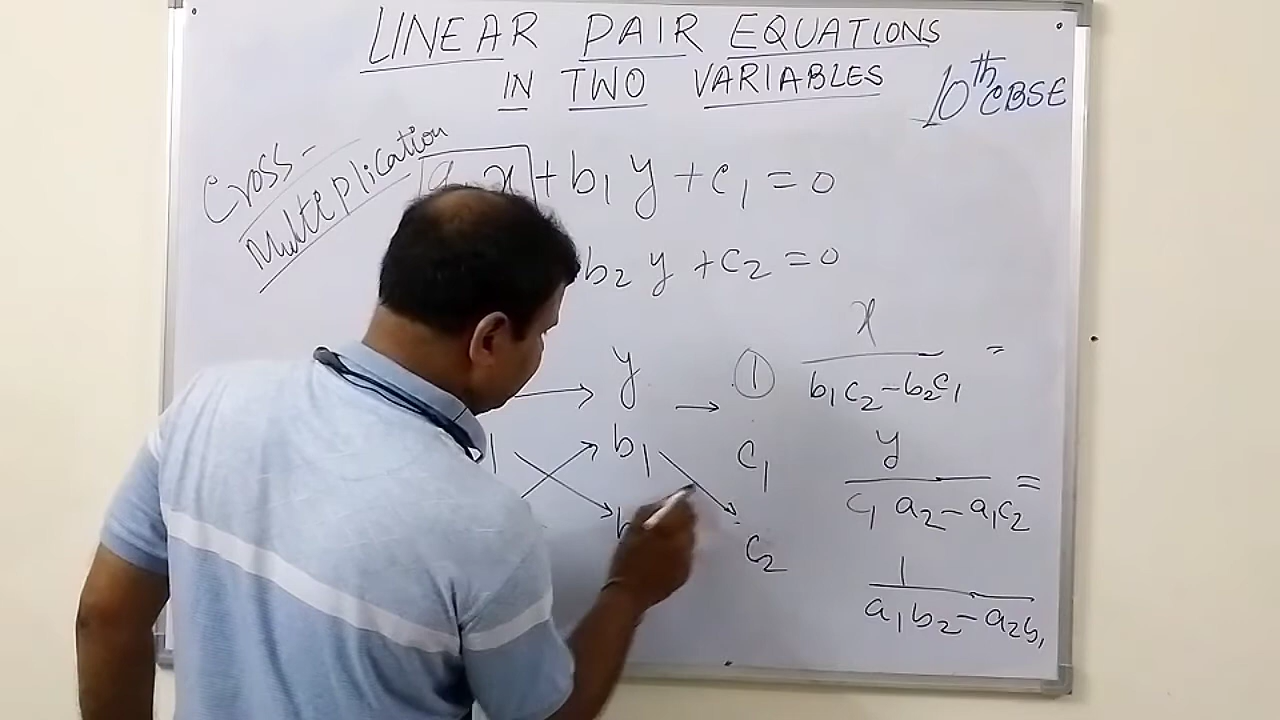 LINEAR PAIR EQUATIONS
IN TWO VARIABLES
10th CBSE
Cross-
Multiplication
a1 x + b1 y + c1 = 0
b2 y + c2 = 0
y → 1
b1 c1
b c2
x / b1c2 - b2c1 =
y / c1 a2 - a1c2 =
1 / a1b2 - a2b1